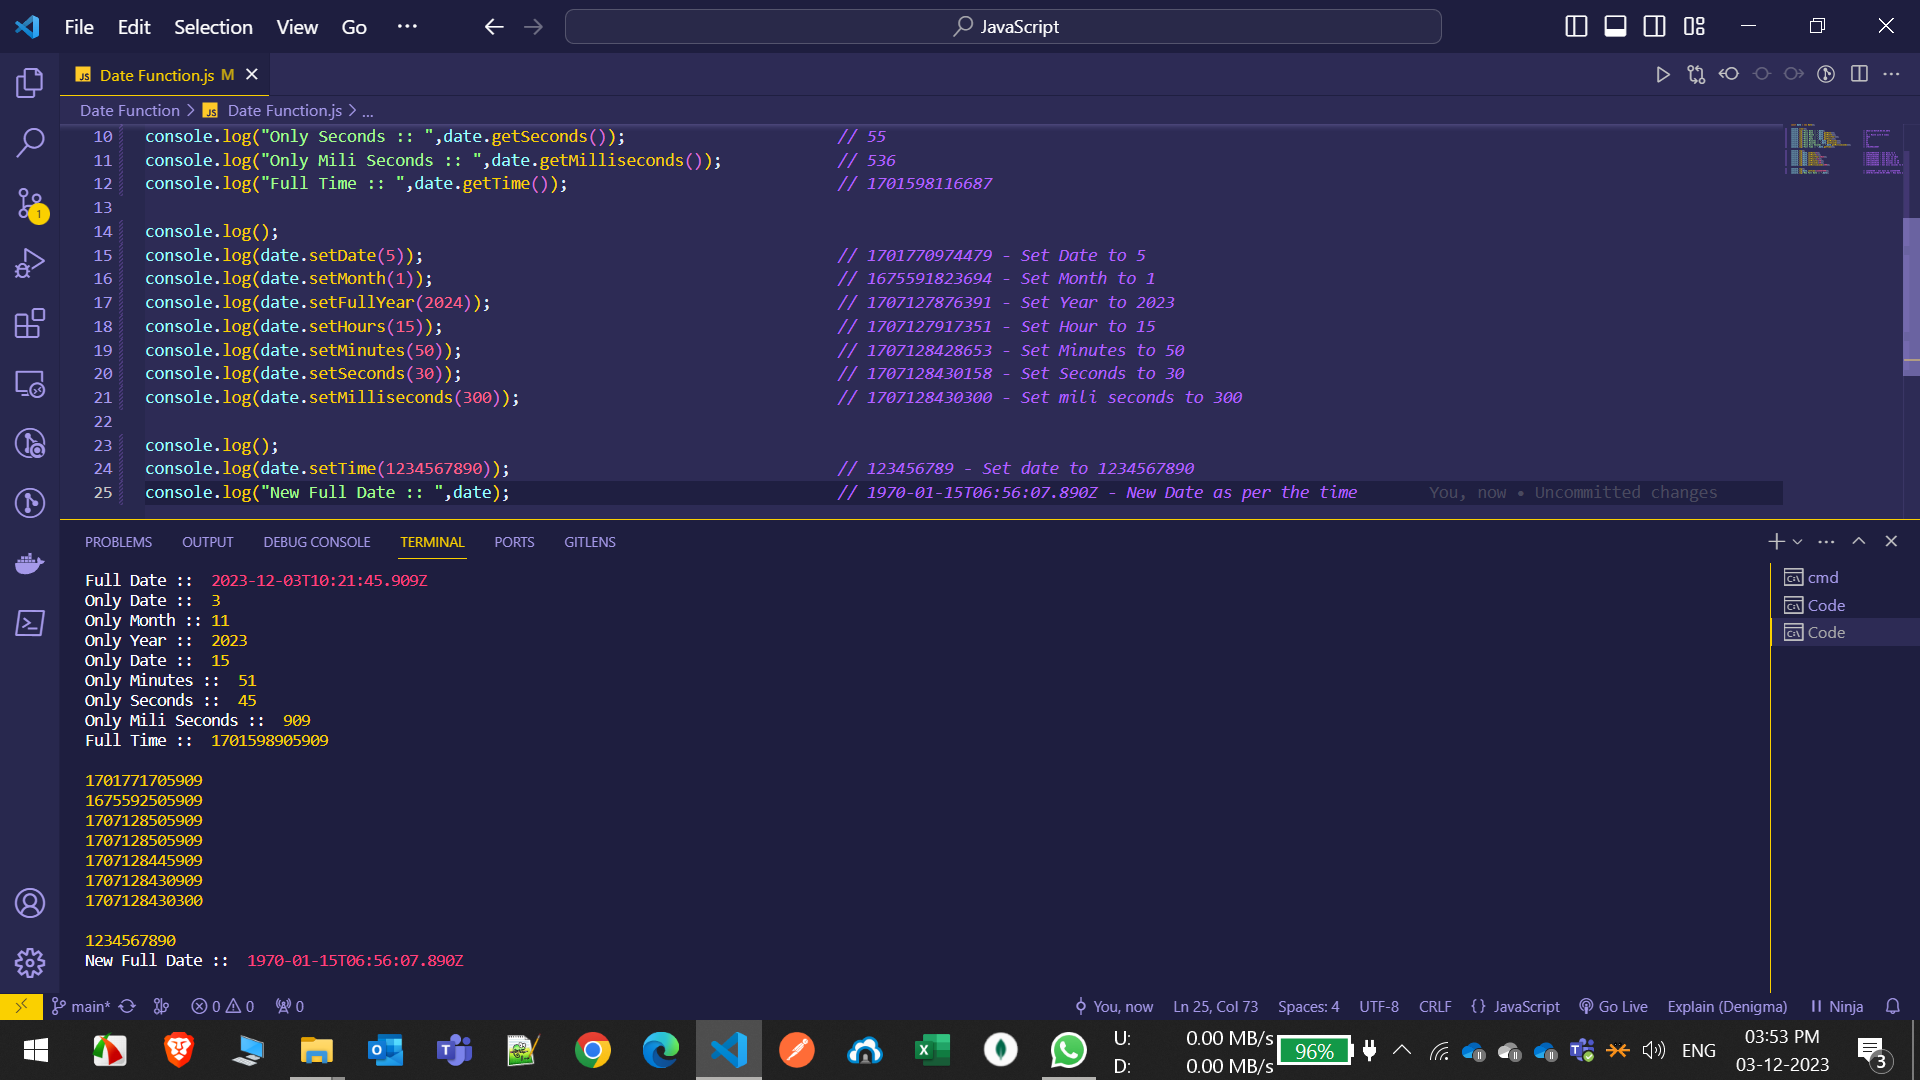 File Edit Selection View Go ··· JavaScript
JS Date Function.js M
Date Function > JS Date Function.js > ...
10 console.log("Only Seconds :: ",date.getSeconds()); // 55
11 console.log("Only Mili Seconds :: ",date.getMilliseconds()); // 536
12 console.log("Full Time :: ",date.getTime()); // 1701598116687
13
14 console.log();
15 console.log(date.setDate(5)); // 1701770974479 - Set Date to 5
16 console.log(date.setMonth(1)); // 1675591823694 - Set Month to 1
17 console.log(date.setFullYear(2024)); // 1707127876391 - Set Year to 2023
18 console.log(date.setHours(15)); // 1707127917351 - Set Hour to 15
19 console.log(date.setMinutes(50)); // 1707128428653 - Set Minutes to 50
20 console.log(date.setSeconds(30)); // 1707128430158 - Set Seconds to 30
21 console.log(date.setMilliseconds(300)); // 1707128430300 - Set mili seconds to 300
22
23 console.log();
24 console.log(date.setTime(1234567890)); // 123456789 - Set date to 1234567890
25 console.log("New Full Date :: ",date); // 1970-01-15T06:56:07.890Z - New Date as per the time You, now • Uncommitted changes
1
PROBLEMS OUTPUT DEBUG CONSOLE TERMINAL PORTS GITLENS
Full Date :: 2023-12-03T10:21:45.909Z
Only Date :: 3
Only Month :: 11
Only Year :: 2023
Only Date :: 15
Only Minutes :: 51
Only Seconds :: 45
Only Mili Seconds :: 909
Full Time :: 1701598905909
1701771705909
1675592505909
1707128505909
1707128505909
1707128445909
1707128430909
1707128430300
1234567890
New Full Date :: 1970-01-15T06:56:07.890Z
cmd
Code
Code
main* 0 0 0 You, now Ln 25, Col 73 Spaces: 4 UTF-8 CRLF {} JavaScript Go Live Explain (Denigma) Ninja
U: 0.00 MB/s
D: 0.00 MB/s
96%
ENG
03:53 PM
03-12-2023
3